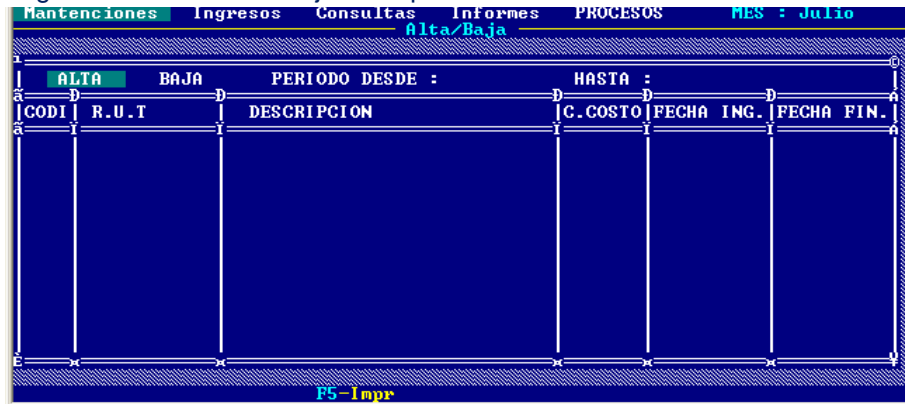 Mantenciones Ingresos Consultas Informes PROCESOS MES : Julio
Alta/Baja
ALTA BAJA PERIODO DESDE : HASTA :
CODI R.U.T DESCRIPCION C.COSTO FECHA ING. FECHA FIN.
F5-Impr